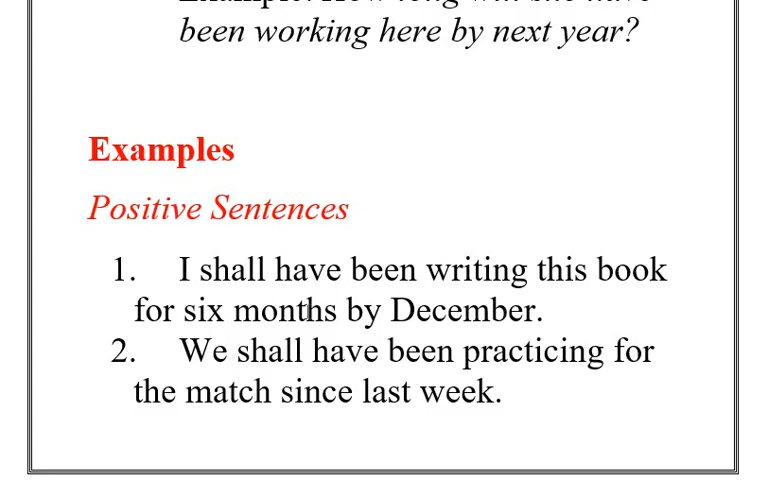 been working here by next year?
Examples
Positive Sentences
1. I shall have been writing this book
for six months by December.
2. We shall have been practicing for
the match since last week.